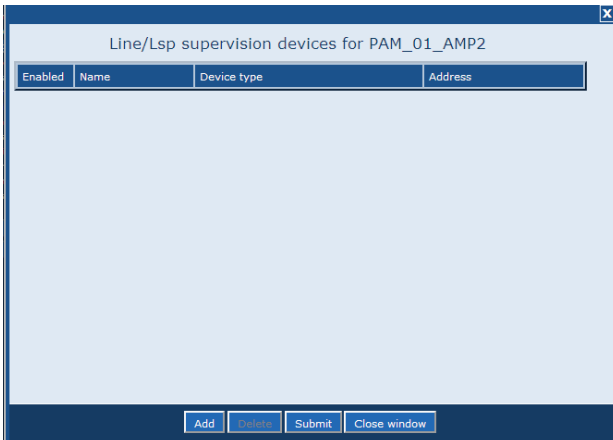 X
Line/Lsp supervision devices for PAM_01_AMP2
Enabled Name Device type Address
Add Delete Submit Close window